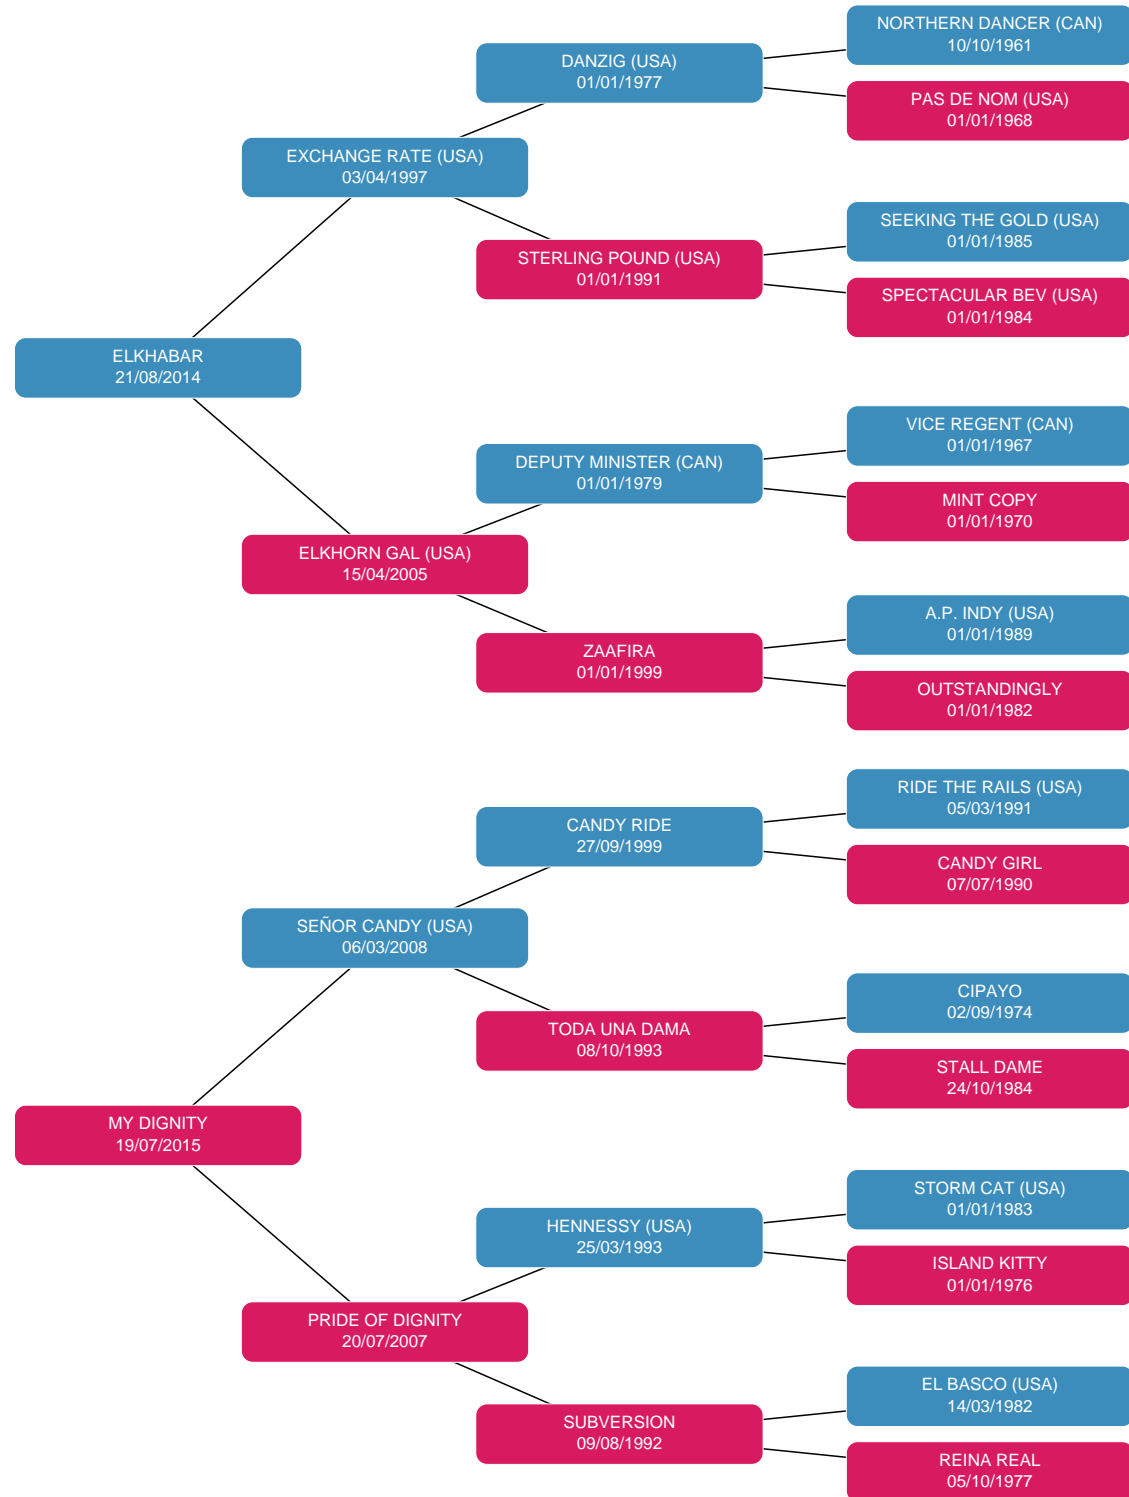 NORTHERN DANCER (CAN)
10/10/1961
DANZIG (USA)
01/01/1977
PAS DE NOM (USA)
01/01/1968
EXCHANGE RATE (USA)
03/04/1997
SEEKING THE GOLD (USA)
01/01/1985
STERLING POUND (USA)
01/01/1991
SPECTACULAR BEV (USA)
01/01/1984
ELKHABAR
21/08/2014
VICE REGENT (CAN)
01/01/1967
DEPUTY MINISTER (CAN)
01/01/1979
MINT COPY
01/01/1970
ELKHORN GAL (USA)
15/04/2005
A.P. INDY (USA)
01/01/1989
ZAAFIRA
01/01/1999
OUTSTANDINGLY
01/01/1982
RIDE THE RAILS (USA)
05/03/1991
CANDY RIDE
27/09/1999
CANDY GIRL
07/07/1990
SEÑOR CANDY (USA)
06/03/2008
CIPAYO
02/09/1974
TODA UNA DAMA
08/10/1993
STALL DAME
24/10/1984
MY DIGNITY
19/07/2015
STORM CAT (USA)
01/01/1983
HENNESSY (USA)
25/03/1993
ISLAND KITTY
01/01/1976
PRIDE OF DIGNITY
20/07/2007
EL BASCO (USA)
14/03/1982
SUBVERSION
09/08/1992
REINA REAL
05/10/1977